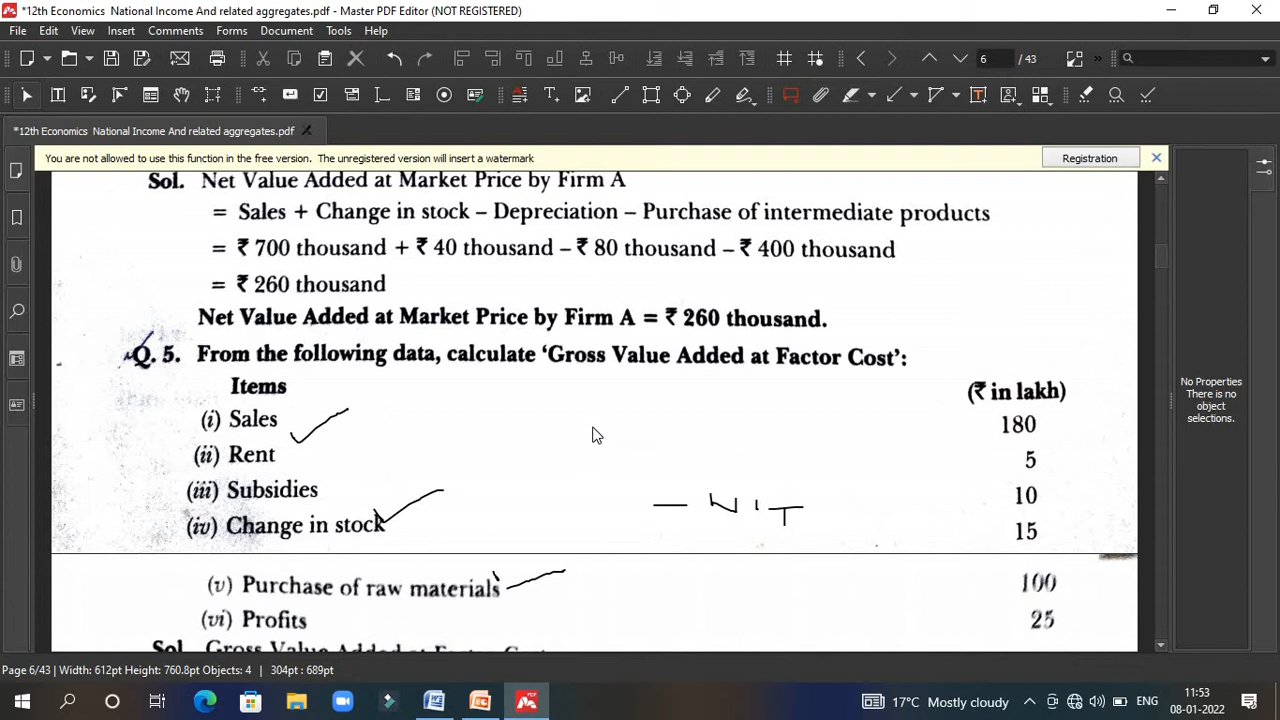 *12th Economics National Income And related aggregates.pdf - Master PDF Editor (NOT REGISTERED)
File Edit View Insert Comments Forms Document Tools Help
6 / 43
*12th Economics National Income And related aggregates.pdf
You are not allowed to use this function in the free version. The unregistered version will insert a watermark
Registration
Sol. Net Value Added at Market Price by Firm A
= Sales + Change in stock – Depreciation – Purchase of intermediate products
= ₹ 700 thousand + ₹ 40 thousand – ₹ 80 thousand – ₹ 400 thousand
= ₹ 260 thousand
Net Value Added at Market Price by Firm A = ₹ 260 thousand.
Q. 5. From the following data, calculate ‘Gross Value Added at Factor Cost’:
Items (₹ in lakh)
(i) Sales 180
(ii) Rent 5
(iii) Subsidies 10
– NIT
(iv) Change in stock 15
(v) Purchase of raw materials 100
(vi) Profits 25
Sol Gross Value Added at Factor Cost
No Properties
There is no
object
selections.
Page 6/43 | Width: 612pt Height: 760.8pt Objects: 4 | 304pt : 689pt
17°C Mostly cloudy
ENG
11:53
08-01-2022